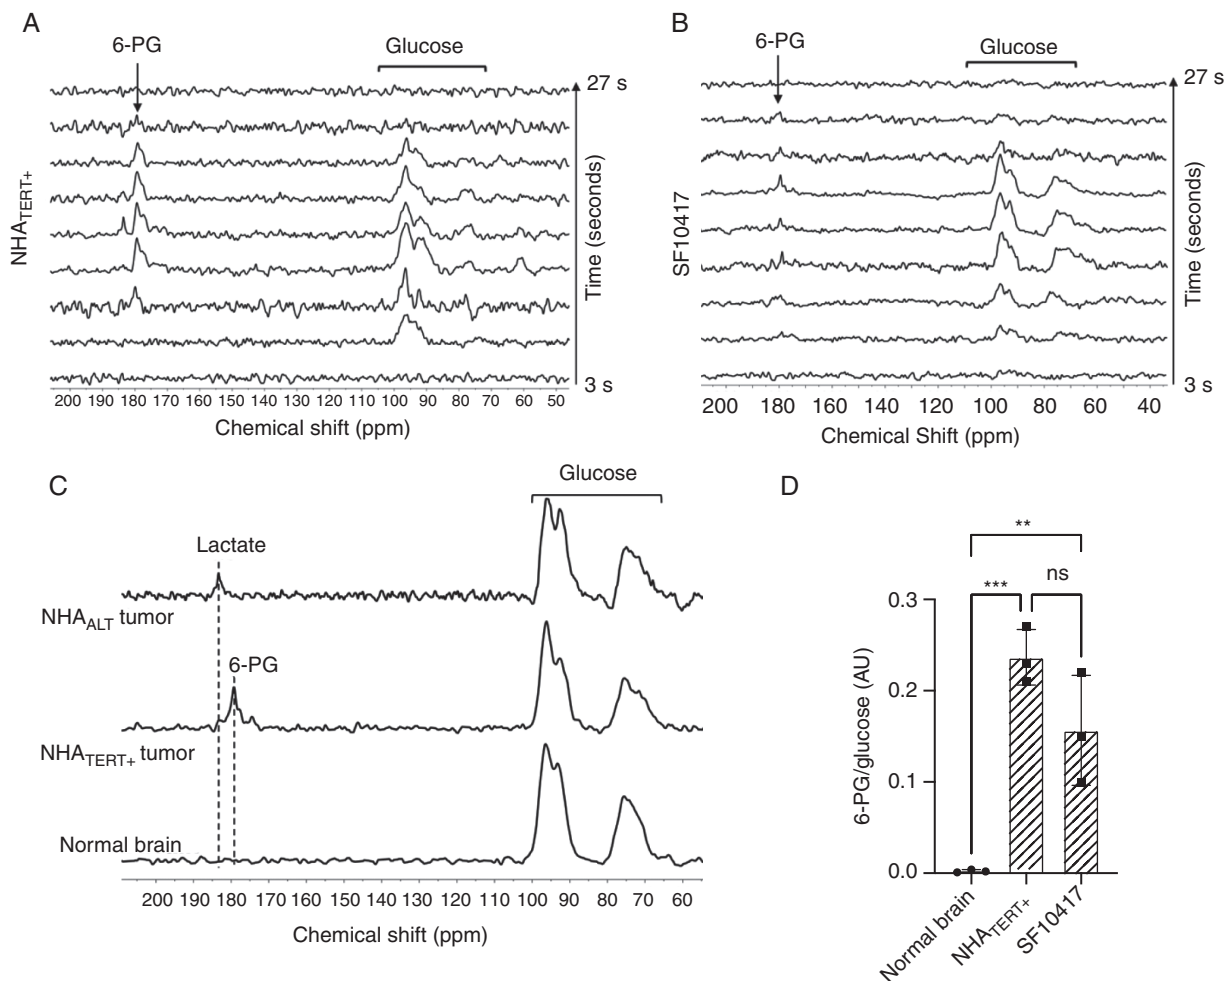 A
6-PG
Glucose
27 s
NHATERT+
Time (seconds)
3 s
200 190 180 170 160 150 140 130 120 110 100 90 80 70 60 50
Chemical shift (ppm)
B
6-PG
Glucose
27 s
SF10417
Time (seconds)
3 s
200 180 160 140 120 100 80 60 40
Chemical Shift (ppm)
C
Glucose
Lactate
NHAALT tumor
6-PG
NHATERT+ tumor
Normal brain
200 190 180 170 160 150 140 130 120 110 100 90 80 70 60
Chemical shift (ppm)
D
**
***
ns
6-PG/glucose (AU)
0.3
0.2
0.1
0.0
Normal brain
NHATERT+
SF10417